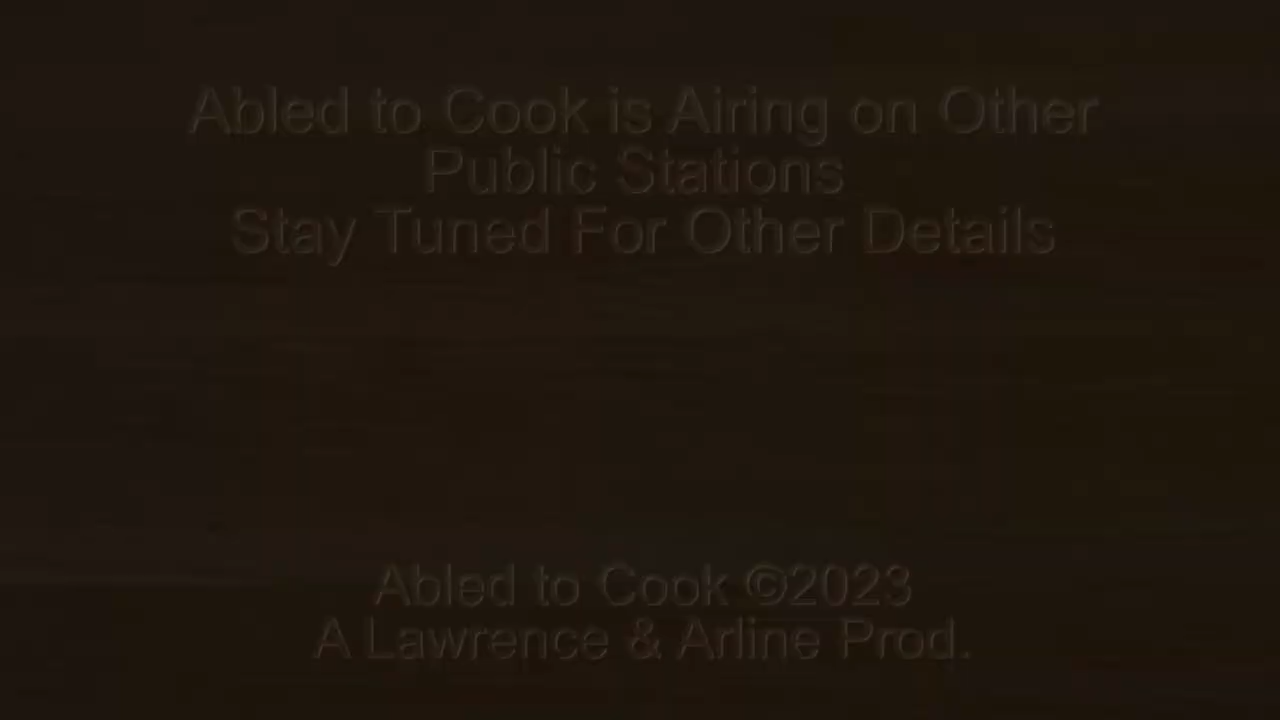 Abled to Cook is Airing on Other
Public Stations
Stay Tuned For Other Details
Abled to Cook ©2023
A Lawrence & Arline Prod.